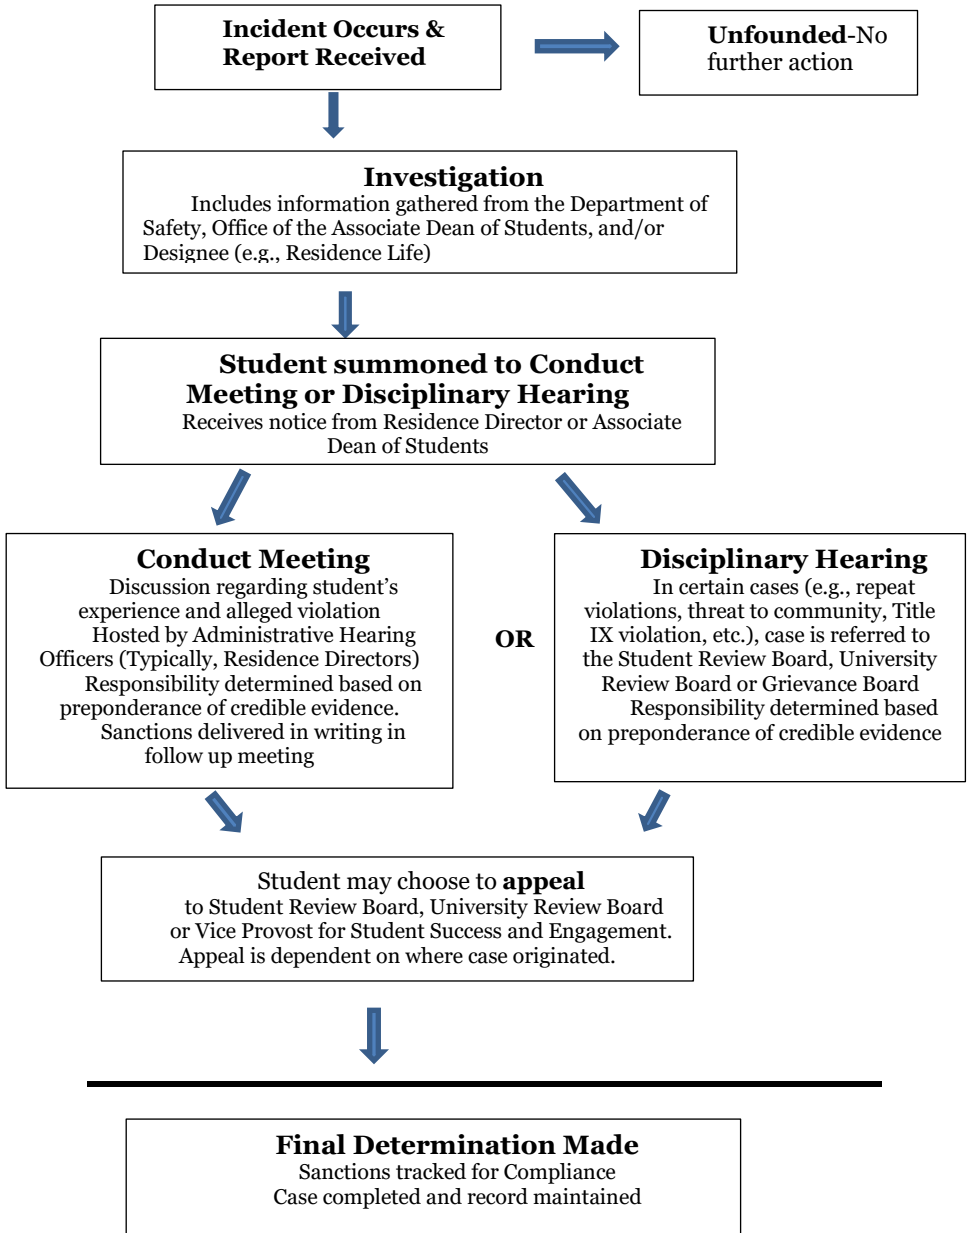 Incident Occurs &
Report Received
Unfounded-No
further action
Investigation
Includes information gathered from the Department of
Safety, Office of the Associate Dean of Students, and/or
Designee (e.g., Residence Life)
Student summoned to Conduct
Meeting or Disciplinary Hearing
Receives notice from Residence Director or Associate
Dean of Students
Conduct Meeting
Discussion regarding student's
experience and alleged violation
Hosted by Administrative Hearing
Officers (Typically, Residence Directors)
Responsibility determined based on
preponderance of credible evidence.
Sanctions delivered in writing in
follow up meeting
OR
Disciplinary Hearing
In certain cases (e.g., repeat
violations, threat to community, Title
IX violation, etc.), case is referred to
the Student Review Board, University
Review Board or Grievance Board
Responsibility determined based
on preponderance of credible evidence
Student may choose to appeal
to Student Review Board, University Review Board
or Vice Provost for Student Success and Engagement.
Appeal is dependent on where case originated.
Final Determination Made
Sanctions tracked for Compliance
Case completed and record maintained